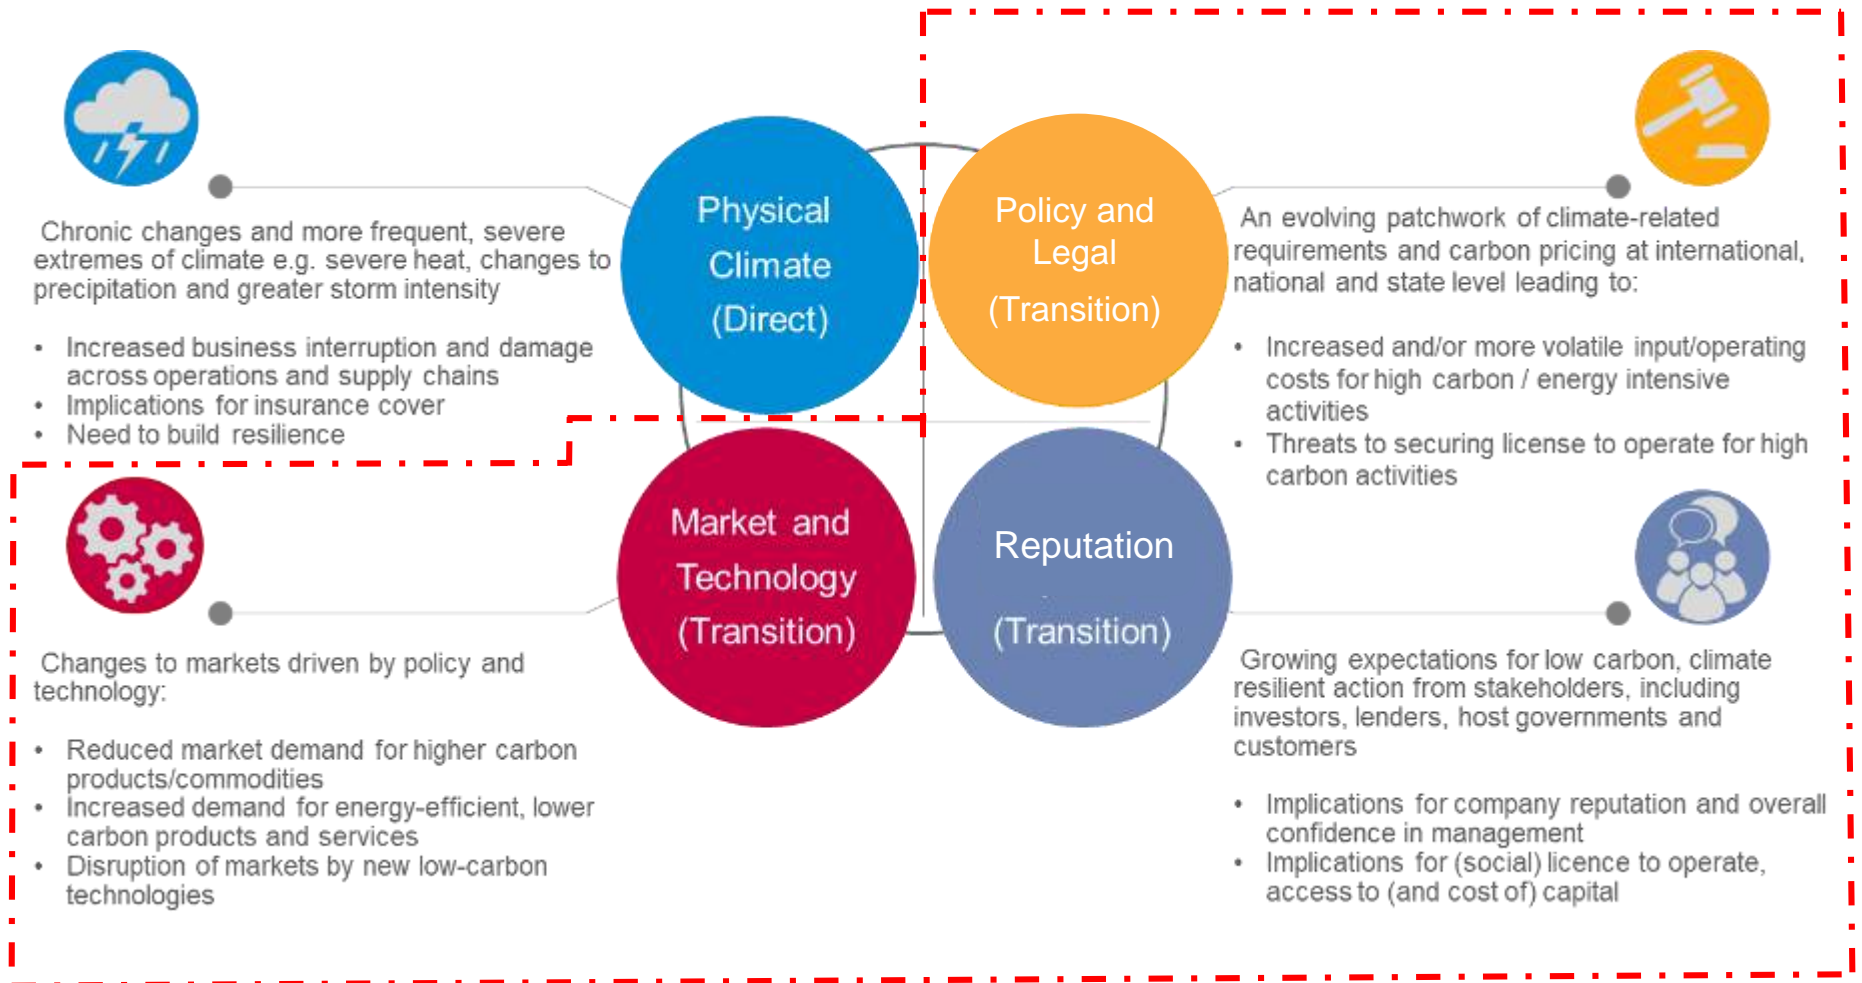 Physical
Climate
(Direct)
Chronic changes and more frequent, severe
extremes of climate e.g. severe heat, changes to
precipitation and greater storm intensity
• Increased business interruption and damage
across operations and supply chains
• Implications for insurance cover
• Need to build resilience
Policy and
Legal
(Transition)
An evolving patchwork of climate-related
requirements and carbon pricing at international,
national and state level leading to:
• Increased and/or more volatile input/operating
costs for high carbon / energy intensive
activities
• Threats to securing license to operate for high
carbon activities
Market and
Technology
(Transition)
Changes to markets driven by policy and
technology:
• Reduced market demand for higher carbon
products/commodities
• Increased demand for energy-efficient, lower
carbon products and services
• Disruption of markets by new low-carbon
technologies
Reputation
(Transition)
Growing expectations for low carbon, climate
resilient action from stakeholders, including
investors, lenders, host governments and
customers
• Implications for company reputation and overall
confidence in management
• Implications for (social) licence to operate,
access to (and cost of) capital